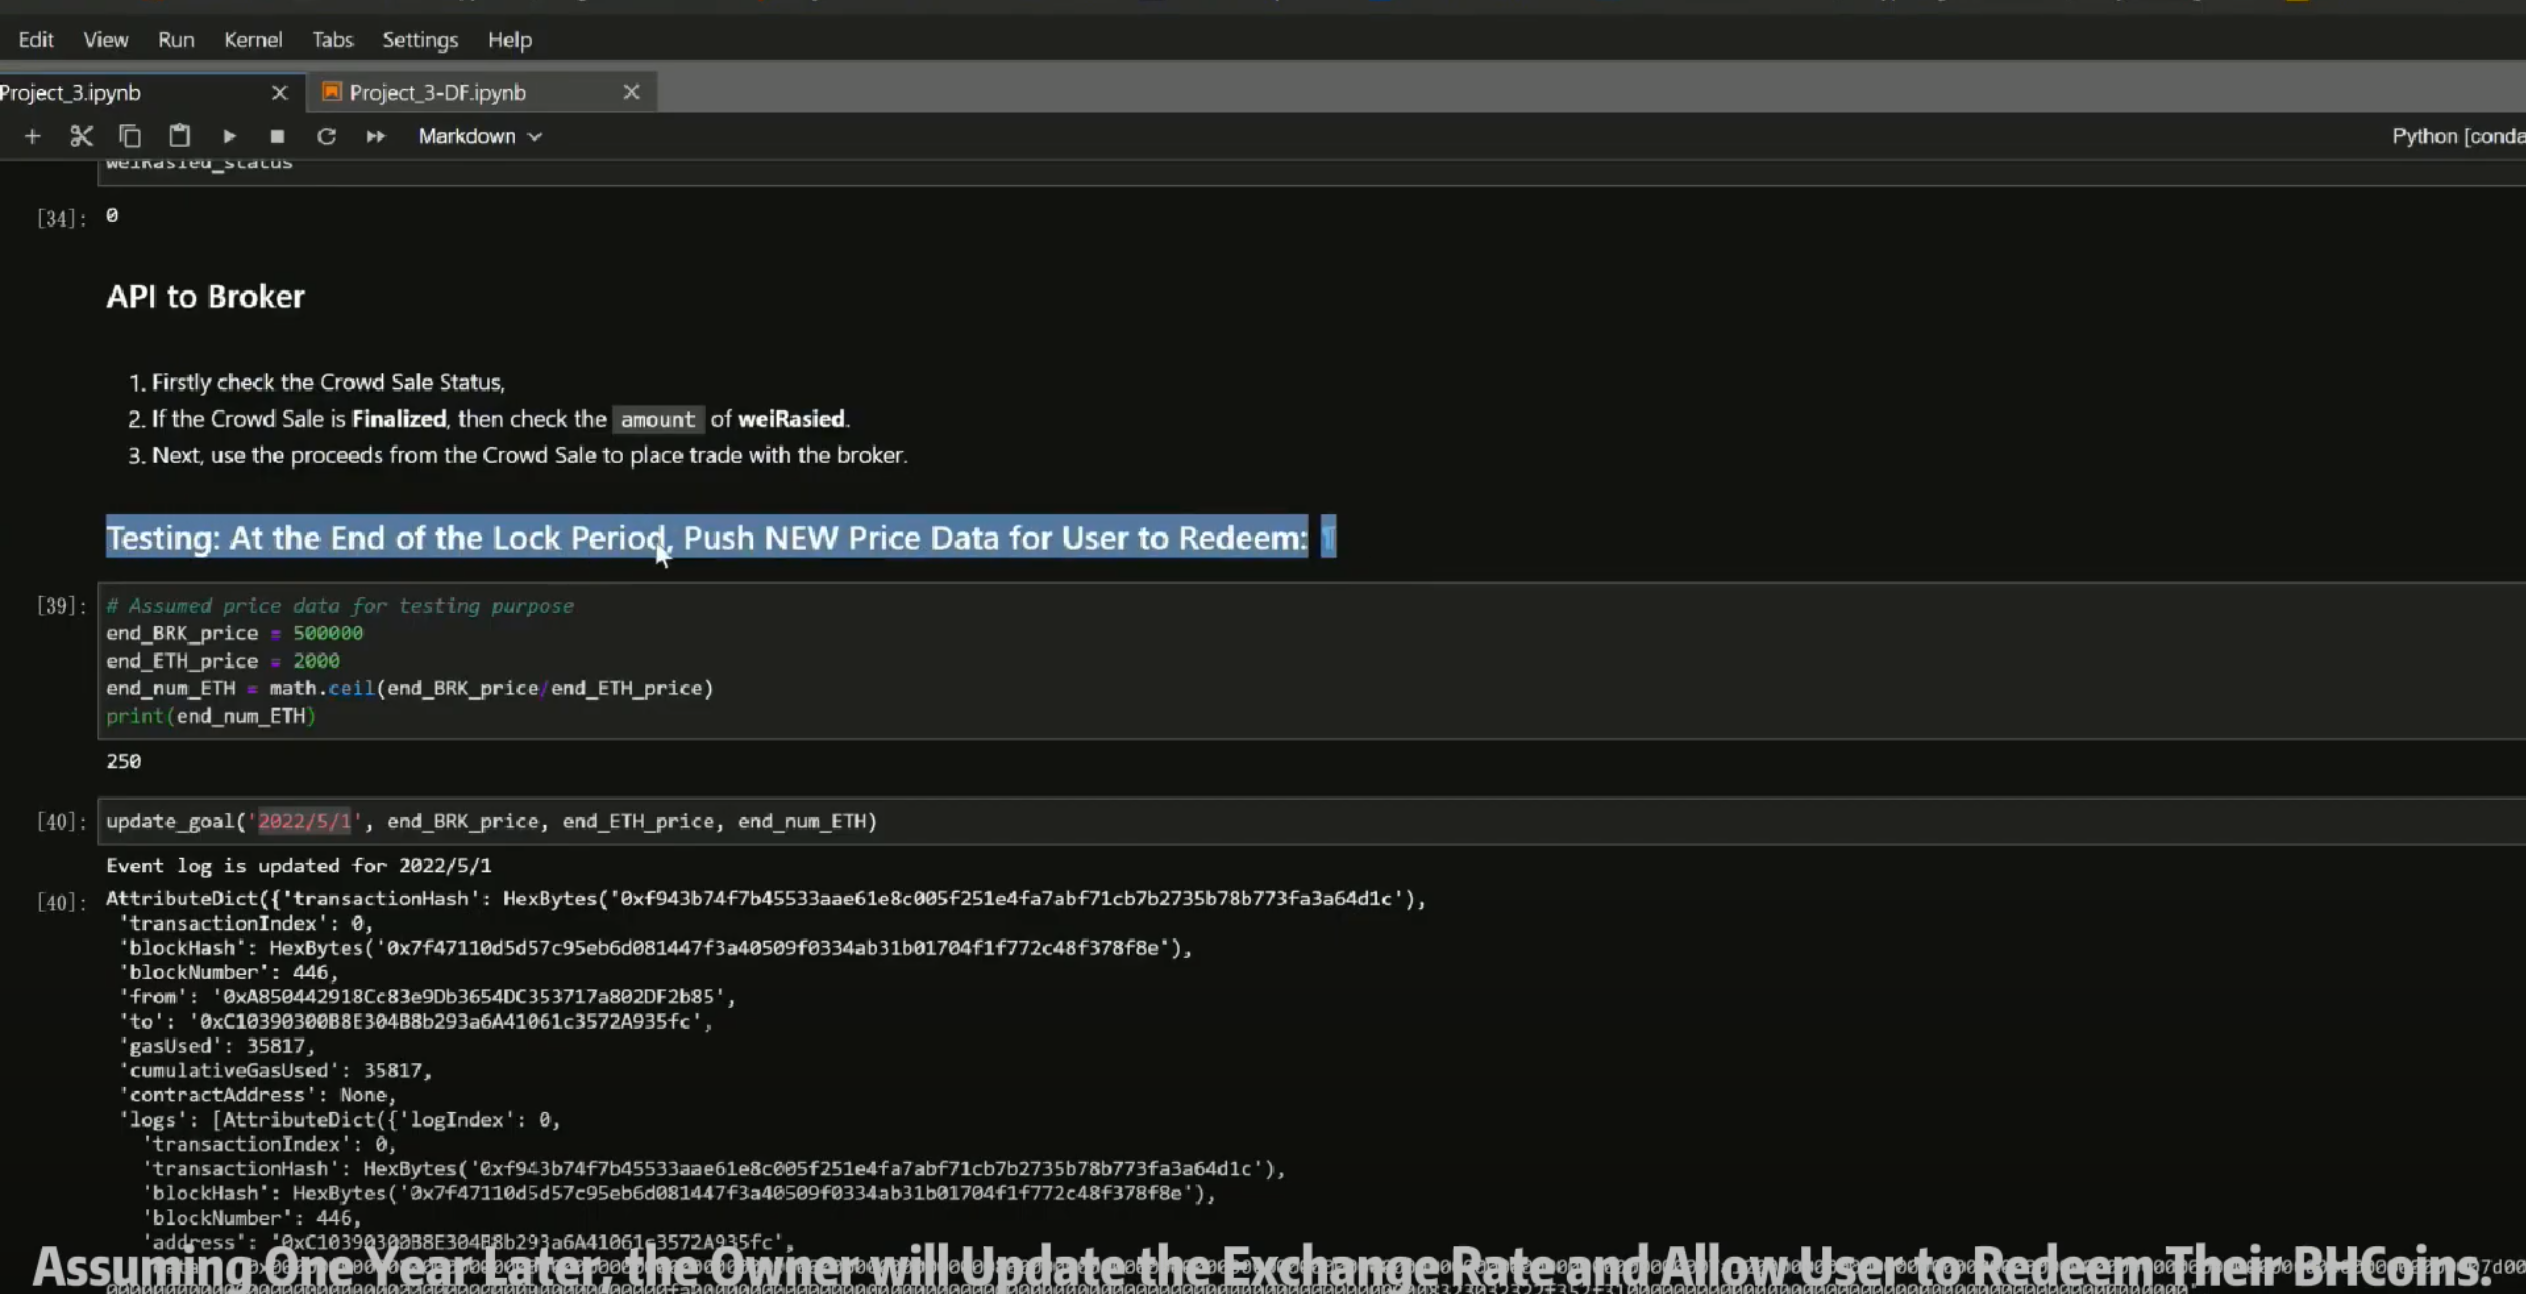 Edit View Run Kernel Tabs Settings Help
Project_3.ipynb Project_3-DF.ipynb
Markdown Python [conda
weiRasied_status
[34]: 0
API to Broker
1. Firstly check the Crowd Sale Status,
2. If the Crowd Sale is Finalized, then check the amount of weiRasied.
3. Next, use the proceeds from the Crowd Sale to place trade with the broker.
Testing: At the End of the Lock Period, Push NEW Price Data for User to Redeem: ¶
[39]: # Assumed price data for testing purpose
end_BRK_price = 500000
end_ETH_price = 2000
end_num_ETH = math.ceil(end_BRK_price/end_ETH_price)
print(end_num_ETH)
250
[40]: update_goal('2022/5/1', end_BRK_price, end_ETH_price, end_num_ETH)
Event log is updated for 2022/5/1
[40]: AttributeDict({'transactionHash': HexBytes('0xf943b74f7b45533aae61e8c005f251e4fa7abf71cb7b2735b78b773fa3a64d1c'),
'transactionIndex': 0,
'blockHash': HexBytes('0x7f47110d5d57c95eb6d081447f3a40509f0334ab31b01704f1f772c48f378f8e'),
'blockNumber': 446,
'from': '0xA850442918Cc83e9Db3654DC353717a802DF2b85',
'to': '0xC10390300B8E304B8b293a6A41061c3572A935fc',
'gasUsed': 35817,
'cumulativeGasUsed': 35817,
'contractAddress': None,
'logs': [AttributeDict({'logIndex': 0,
'transactionIndex': 0,
'transactionHash': HexBytes('0xf943b74f7b45533aae61e8c005f251e4fa7abf71cb7b2735b78b773fa3a64d1c'),
'blockHash': HexBytes('0x7f47110d5d57c95eb6d081447f3a40509f0334ab31b01704f1f772c48f378f8e'),
'blockNumber': 446,
'address': '0xC10390300B8E304B8b293a6A41061c3572A935fc',
Assuming One Year Later, the Owner will Update the Exchange Rate and Allow User to Redeem Their BHCoins.